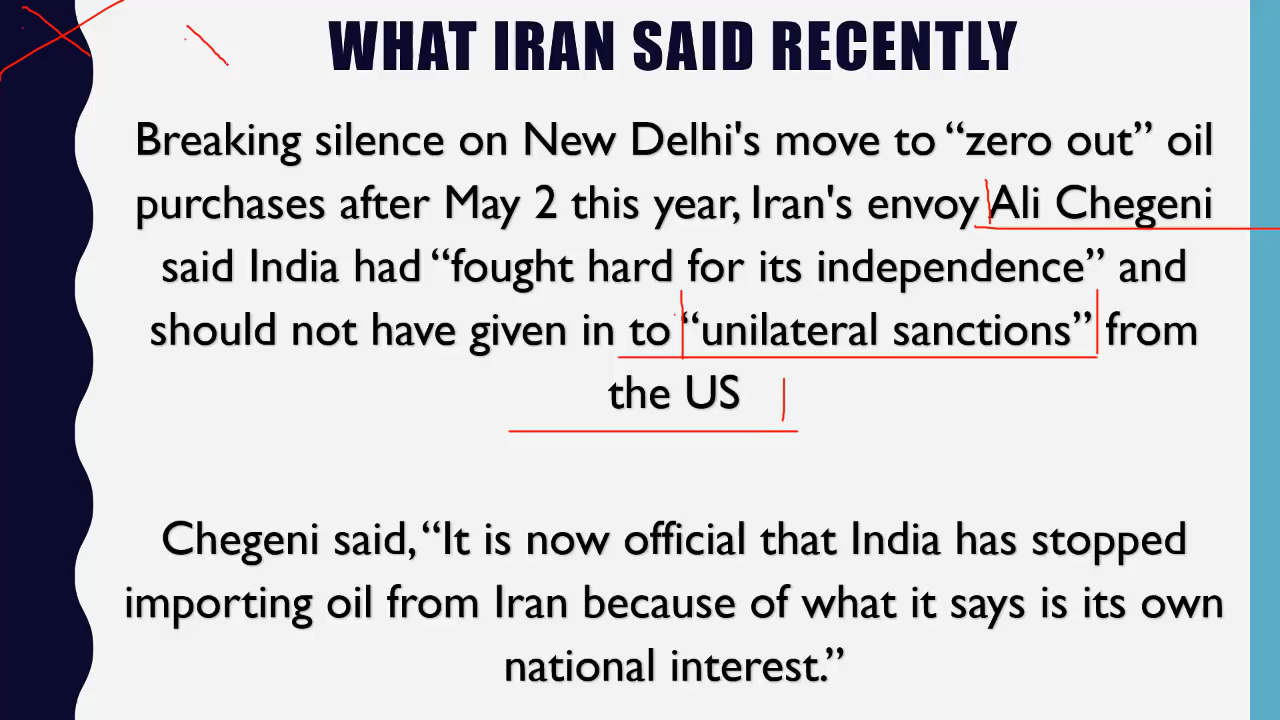 WHAT IRAN SAID RECENTLY
Breaking silence on New Delhi's move to “zero out” oil
purchases after May 2 this year, Iran's envoy Ali Chegeni
said India had “fought hard for its independence” and
should not have given in to “unilateral sanctions” from
the US
Chegeni said, “It is now official that India has stopped
importing oil from Iran because of what it says is its own
national interest.”